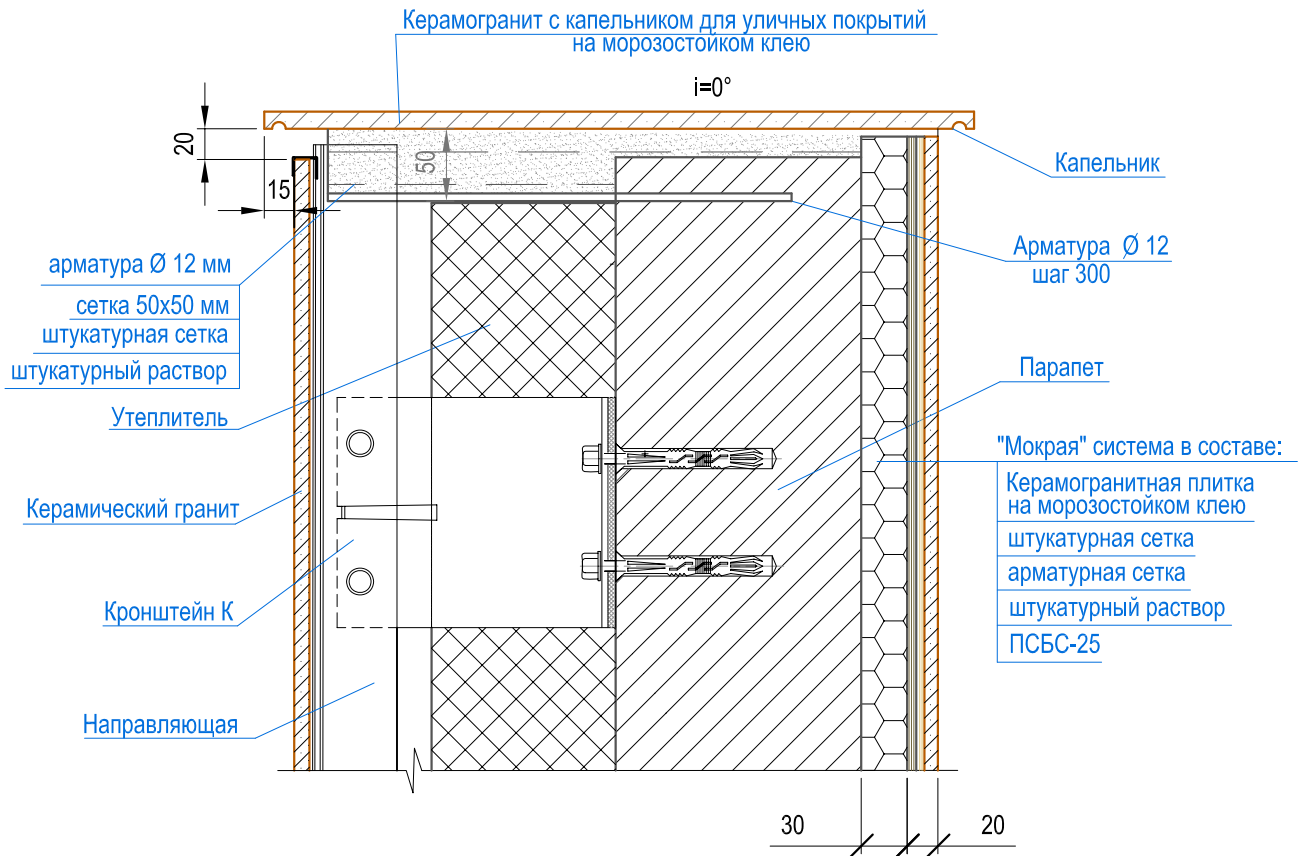 Керамогранит с капельником для уличных покрытий
на морозостойком клею
i=0°
20
50
15
Капельник
арматура Ø 12 мм
сетка 50х50 мм
штукатурная сетка
штукатурный раствор
Арматура Ø 12
шаг 300
Утеплитель
Парапет
Керамический гранит
"Мокрая" система в составе:
Керамогранитная плитка
на морозостойком клею
штукатурная сетка
арматурная сетка
штукатурный раствор
ПСБС-25
Кронштейн К
Направляющая
30
20